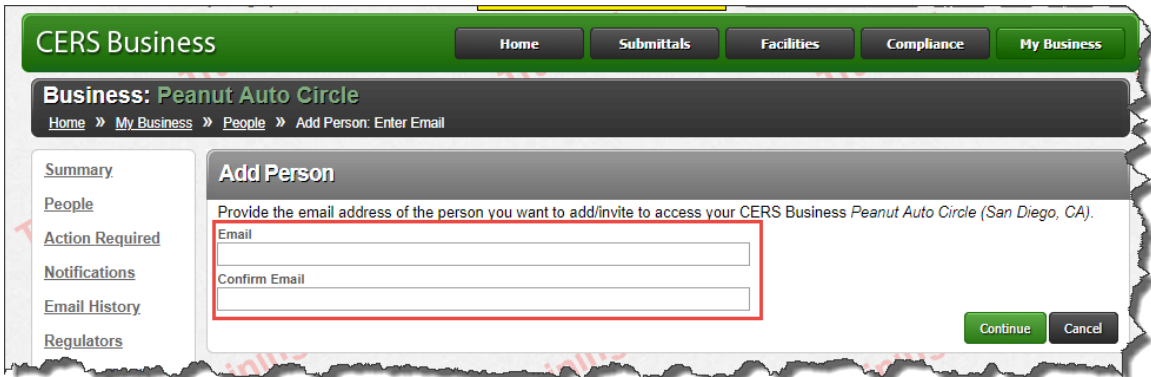 CERS Business
Home Submittals Facilities Compliance My Business
Business: Peanut Auto Circle
Home » My Business » People » Add Person: Enter Email
Summary
People
Action Required
Notifications
Email History
Regulators
Add Person
Provide the email address of the person you want to add/invite to access your CERS Business Peanut Auto Circle (San Diego, CA).
Email
Confirm Email
Continue Cancel